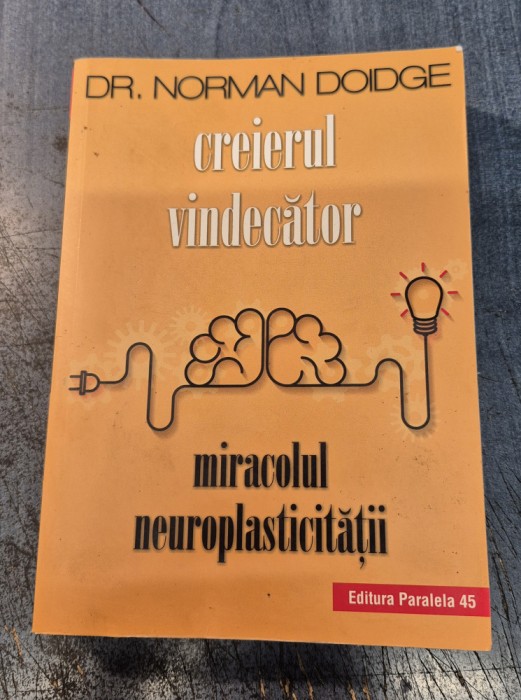 DR. NORMAN DOIDGE
creierul
vindecător
miracolul
neuroplasticității
Editura Paralela 45